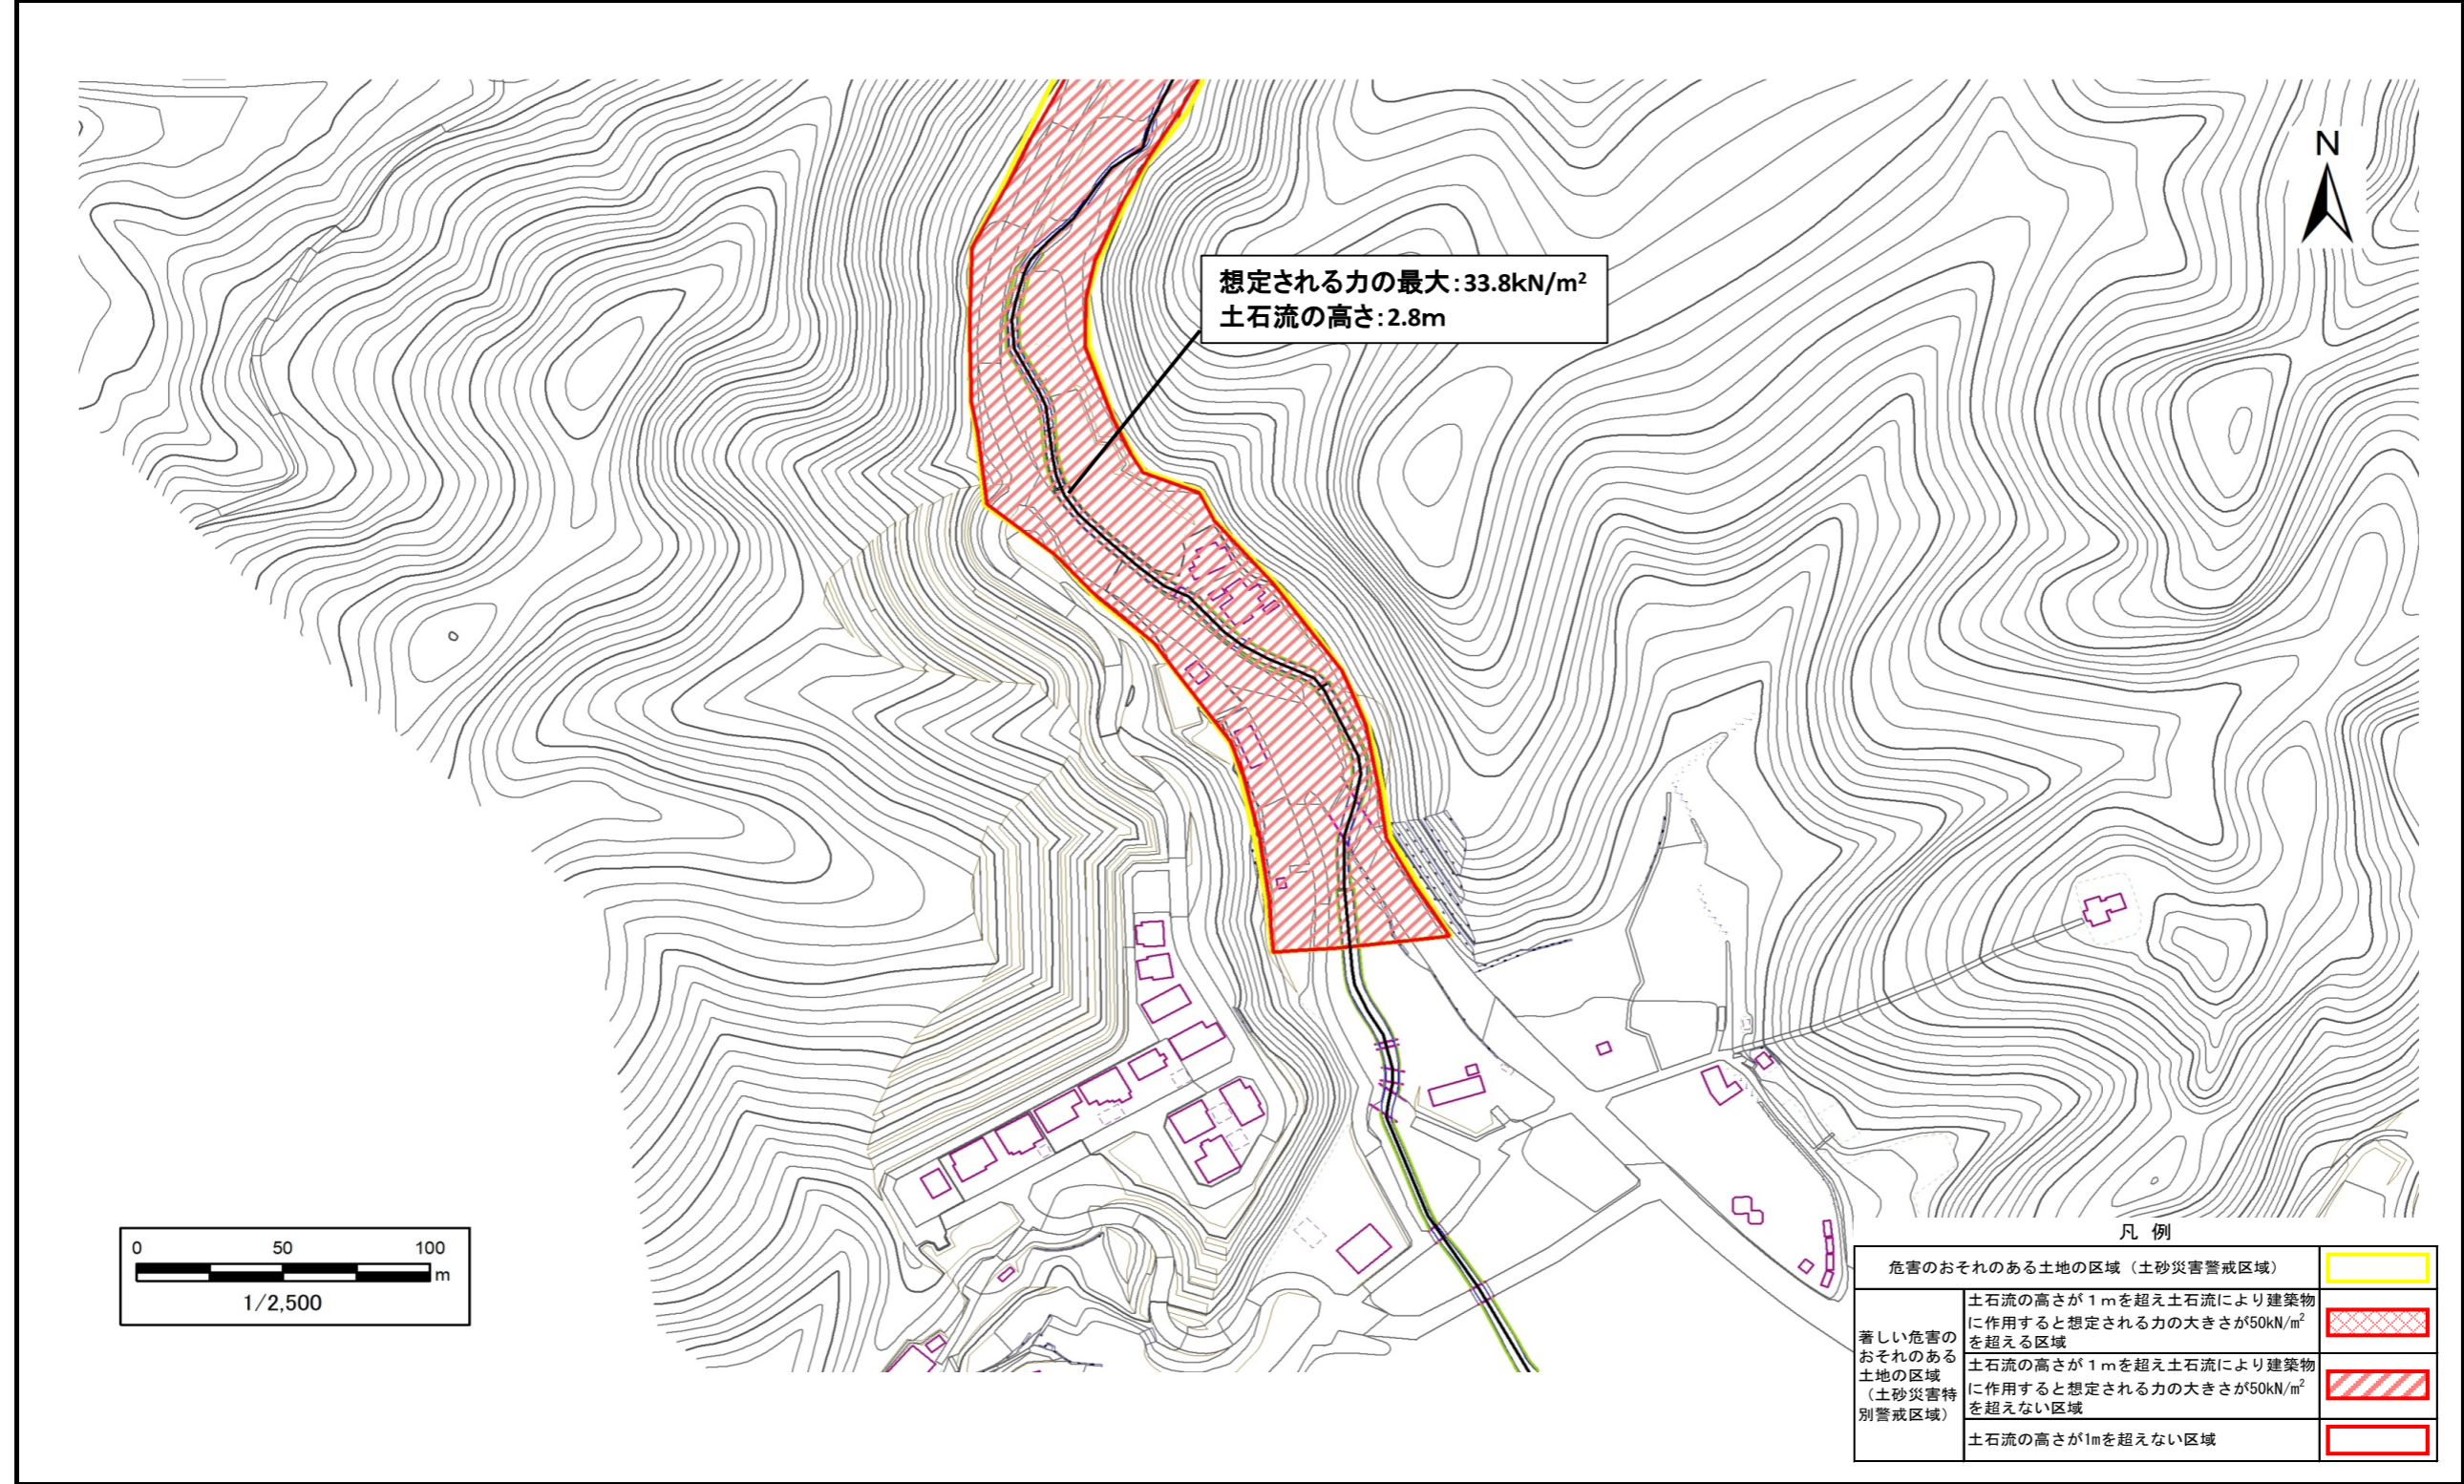 N
想定される力の最大：33.8kN/m²
土石流の高さ：2.8m
0 50 100
m
1/2,500
凡 例
危害のおそれのある土地の区域（土砂災害警戒区域）
著しい危害の
おそれのある
土地の区域
（土砂災害特
別警戒区域）
土石流の高さが１ｍを超え土石流により建築物
に作用すると想定される力の大きさが50kN/㎡
を超える区域
土石流の高さが１ｍを超え土石流により建築物
に作用すると想定される力の大きさが50kN/㎡
を超えない区域
土石流の高さが1mを超えない区域